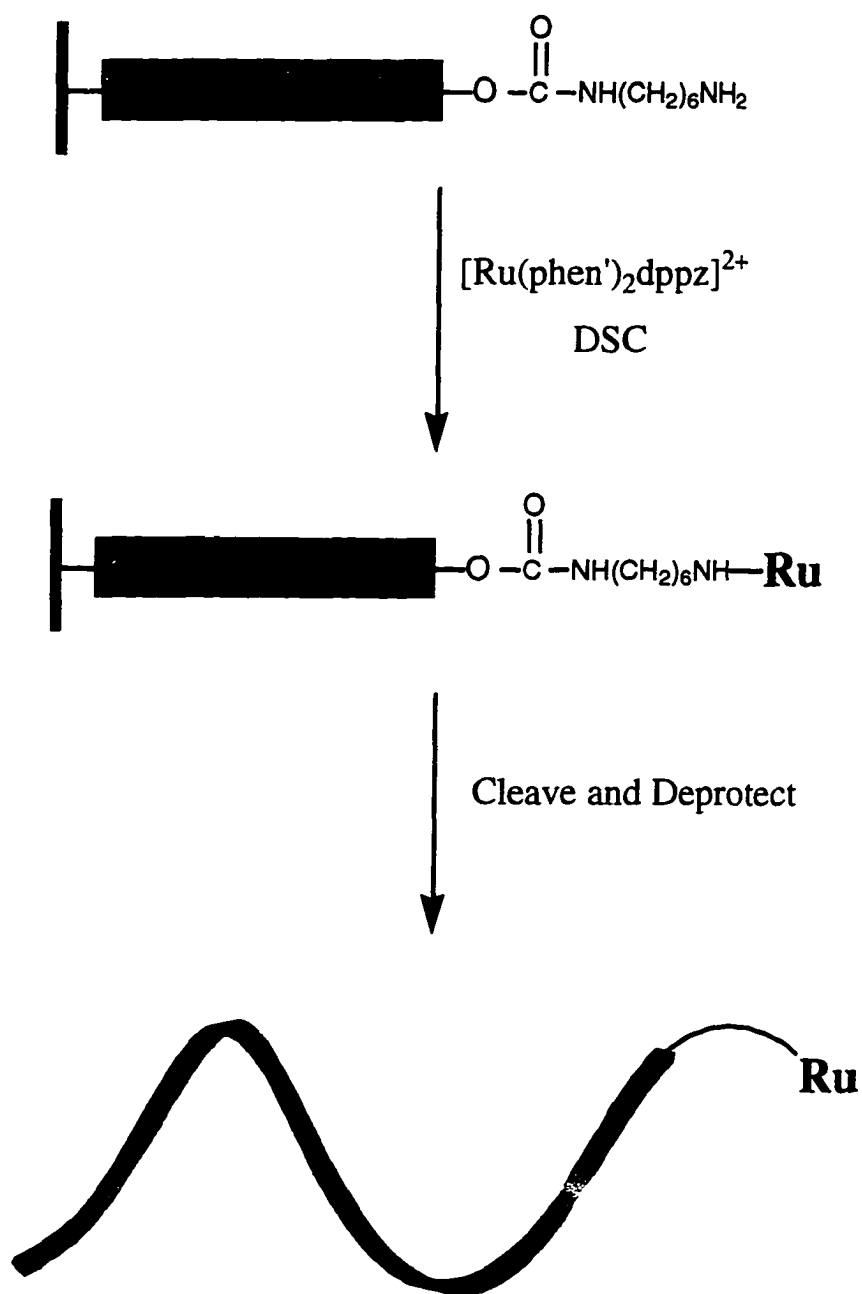 O
O–C–NH(CH₂)₆NH₂
[Ru(phen')₂dppz]²⁺
DSC
O
O–C–NH(CH₂)₆NH–Ru
Cleave and Deprotect
Ru